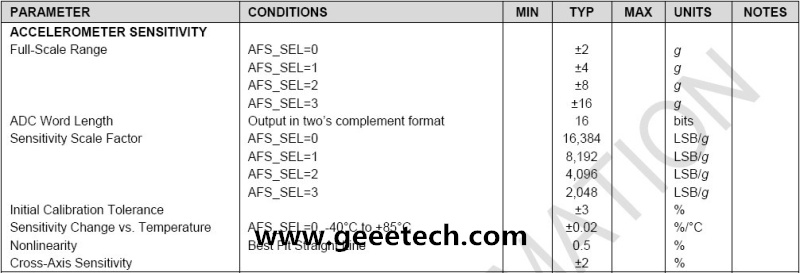 PARAMETER CONDITIONS MIN TYP MAX UNITS NOTES
ACCELEROMETER SENSITIVITY
Full-Scale Range AFS_SEL=0 ±2 g
AFS_SEL=1 ±4 g
AFS_SEL=2 ±8 g
AFS_SEL=3 ±16 g
ADC Word Length Output in two's complement format 16 bits
Sensitivity Scale Factor AFS_SEL=0 16,384 LSB/g
AFS_SEL=1 8,192 LSB/g
AFS_SEL=2 4,096 LSB/g
AFS_SEL=3 2,048 LSB/g
Initial Calibration Tolerance ±3 %
Sensitivity Change vs. Temperature AFS_SEL=0, -40°C to +85°C ±0.02 %/°C
Nonlinearity Best Fit Straight Line 0.5 %
Cross-Axis Sensitivity ±2 %
www.geeetech.com